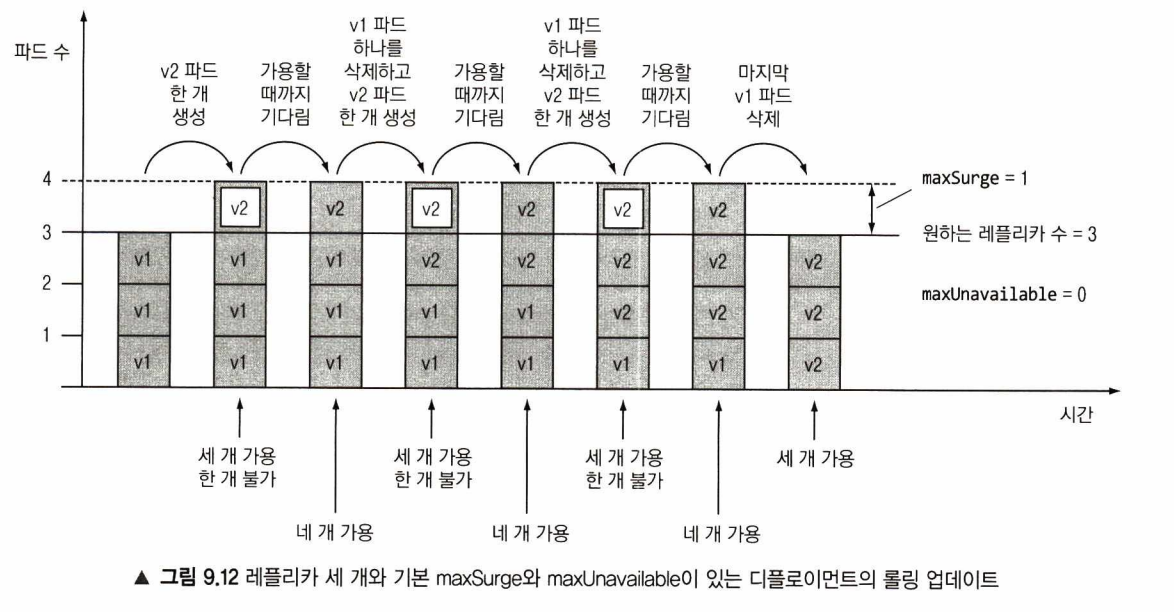 파드 수
v2 파드
한 개
생성
가용할
때까지
기다림
v1 파드
하나를
삭제하고
v2 파드
한 개 생성
가용할
때까지
기다림
v1 파드
하나를
삭제하고
v2 파드
한 개 생성
가용할
때까지
기다림
마지막
v1 파드
삭제
4
3
2
1
v1
v1
v1
v2
v1
v1
v1
v2
v1
v1
v1
v2
v2
v1
v1
v2
v2
v1
v1
v2
v2
v2
v1
v2
v2
v2
v1
v2
v2
v2
maxSurge = 1
원하는 레플리카 수 = 3
maxUnavailable = 0
시간
세 개 가용
한 개 불가
네 개 가용
세 개 가용
한 개 불가
네 개 가용
세 개 가용
한 개 불가
네 개 가용
세 개 가용
▲ 그림 9.12 레플리카 세 개와 기본 maxSurge와 maxUnavailable이 있는 디플로이먼트의 롤링 업데이트